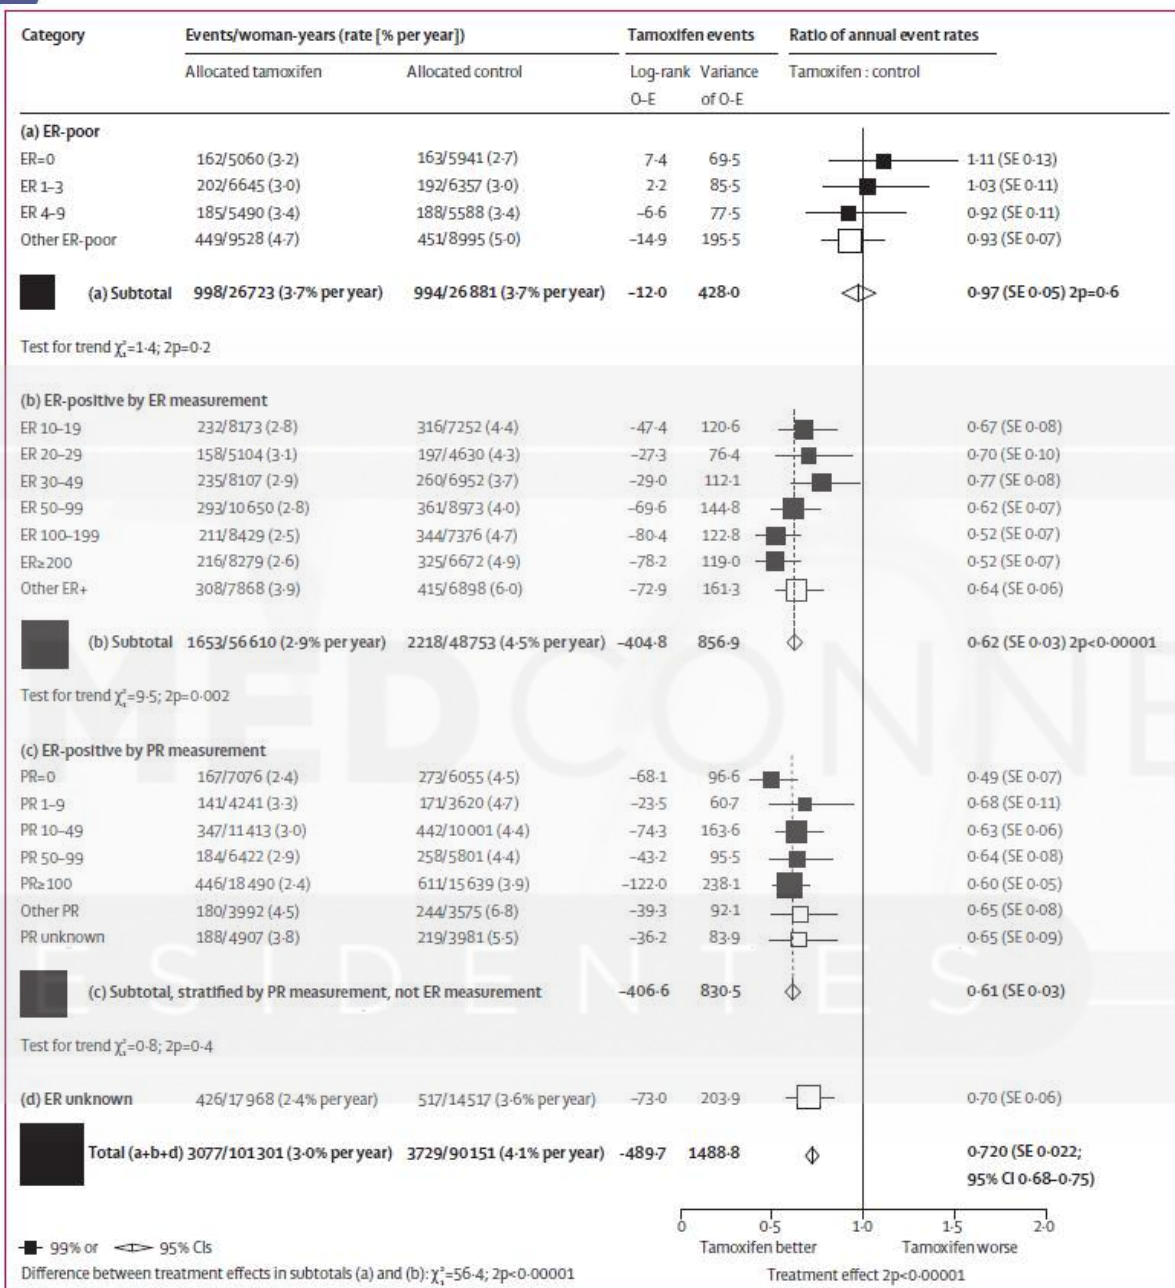 Category Events/woman-years (rate [% per year]) Tamoxifen events Ratio of annual event rates
Allocated tamoxifen Allocated control Log-rank Variance Tamoxifen : control
O–E of O–E
(a) ER-poor
ER=0 162/5060 (3·2) 163/5941 (2·7) 7·4 69·5 1·11 (SE 0·13)
ER 1–3 202/6645 (3·0) 192/6357 (3·0) 2·2 85·5 1·03 (SE 0·11)
ER 4–9 185/5490 (3·4) 188/5588 (3·4) –6·6 77·5 0·92 (SE 0·11)
Other ER-poor 449/9528 (4·7) 451/8995 (5·0) –14·9 195·5 0·93 (SE 0·07)
(a) Subtotal 998/26723 (3·7% per year) 994/26 881 (3·7% per year) –12·0 428·0 0·97 (SE 0·05) 2p=0·6
Test for trend χ²₁=1·4; 2p=0·2
(b) ER-positive by ER measurement
ER 10–19 232/8173 (2·8) 316/7252 (4·4) –47·4 120·6 0·67 (SE 0·08)
ER 20–29 158/5104 (3·1) 197/4630 (4·3) –27·3 76·4 0·70 (SE 0·10)
ER 30–49 235/8107 (2·9) 260/6952 (3·7) –29·0 112·1 0·77 (SE 0·08)
ER 50–99 293/10 650 (2·8) 361/8973 (4·0) –69·6 144·8 0·62 (SE 0·07)
ER 100–199 211/8429 (2·5) 344/7376 (4·7) –80·4 122·8 0·52 (SE 0·07)
ER≥200 216/8279 (2·6) 325/6672 (4·9) –78·2 119·0 0·52 (SE 0·07)
Other ER+ 308/7868 (3·9) 415/6898 (6·0) –72·9 161·3 0·64 (SE 0·06)
(b) Subtotal 1653/56 610 (2·9% per year) 2218/48753 (4·5% per year) –404·8 856·9 0·62 (SE 0·03) 2p<0·00001
Test for trend χ²₁=9·5; 2p=0·002
MEDCONNE
(c) ER-positive by PR measurement
PR=0 167/7076 (2·4) 273/6055 (4·5) –68·1 96·6 0·49 (SE 0·07)
PR 1–9 141/4241 (3·3) 171/3620 (4·7) –23·5 60·7 0·68 (SE 0·11)
PR 10–49 347/11 413 (3·0) 442/10 001 (4·4) –74·3 163·6 0·63 (SE 0·06)
PR 50–99 184/6422 (2·9) 258/5801 (4·4) –43·2 95·5 0·64 (SE 0·08)
PR≥100 446/18 490 (2·4) 611/15 639 (3·9) –122·0 238·1 0·60 (SE 0·05)
Other PR 180/3992 (4·5) 244/3575 (6·8) –39·3 92·1 0·65 (SE 0·08)
PR unknown 188/4907 (3·8) 219/3981 (5·5) –36·2 83·9 0·65 (SE 0·09)
ESIDENTES
(c) Subtotal, stratified by PR measurement, not ER measurement –406·6 830·5 0·61 (SE 0·03)
Test for trend χ²₁=0·8; 2p=0·4
(d) ER unknown 426/17 968 (2·4% per year) 517/14 517 (3·6% per year) –73·0 203·9 0·70 (SE 0·06)
Total (a+b+d) 3077/101 301 (3·0% per year) 3729/90 151 (4·1% per year) -489·7 1488·8 0·720 (SE 0·022;
95% CI 0·68–0·75)
0 0·5 1·0 1·5 2·0
99% or 95% CIs Tamoxifen better Tamoxifen worse
Difference between treatment effects in subtotals (a) and (b): χ²₁=56·4; 2p<0·00001 Treatment effect 2p<0·00001